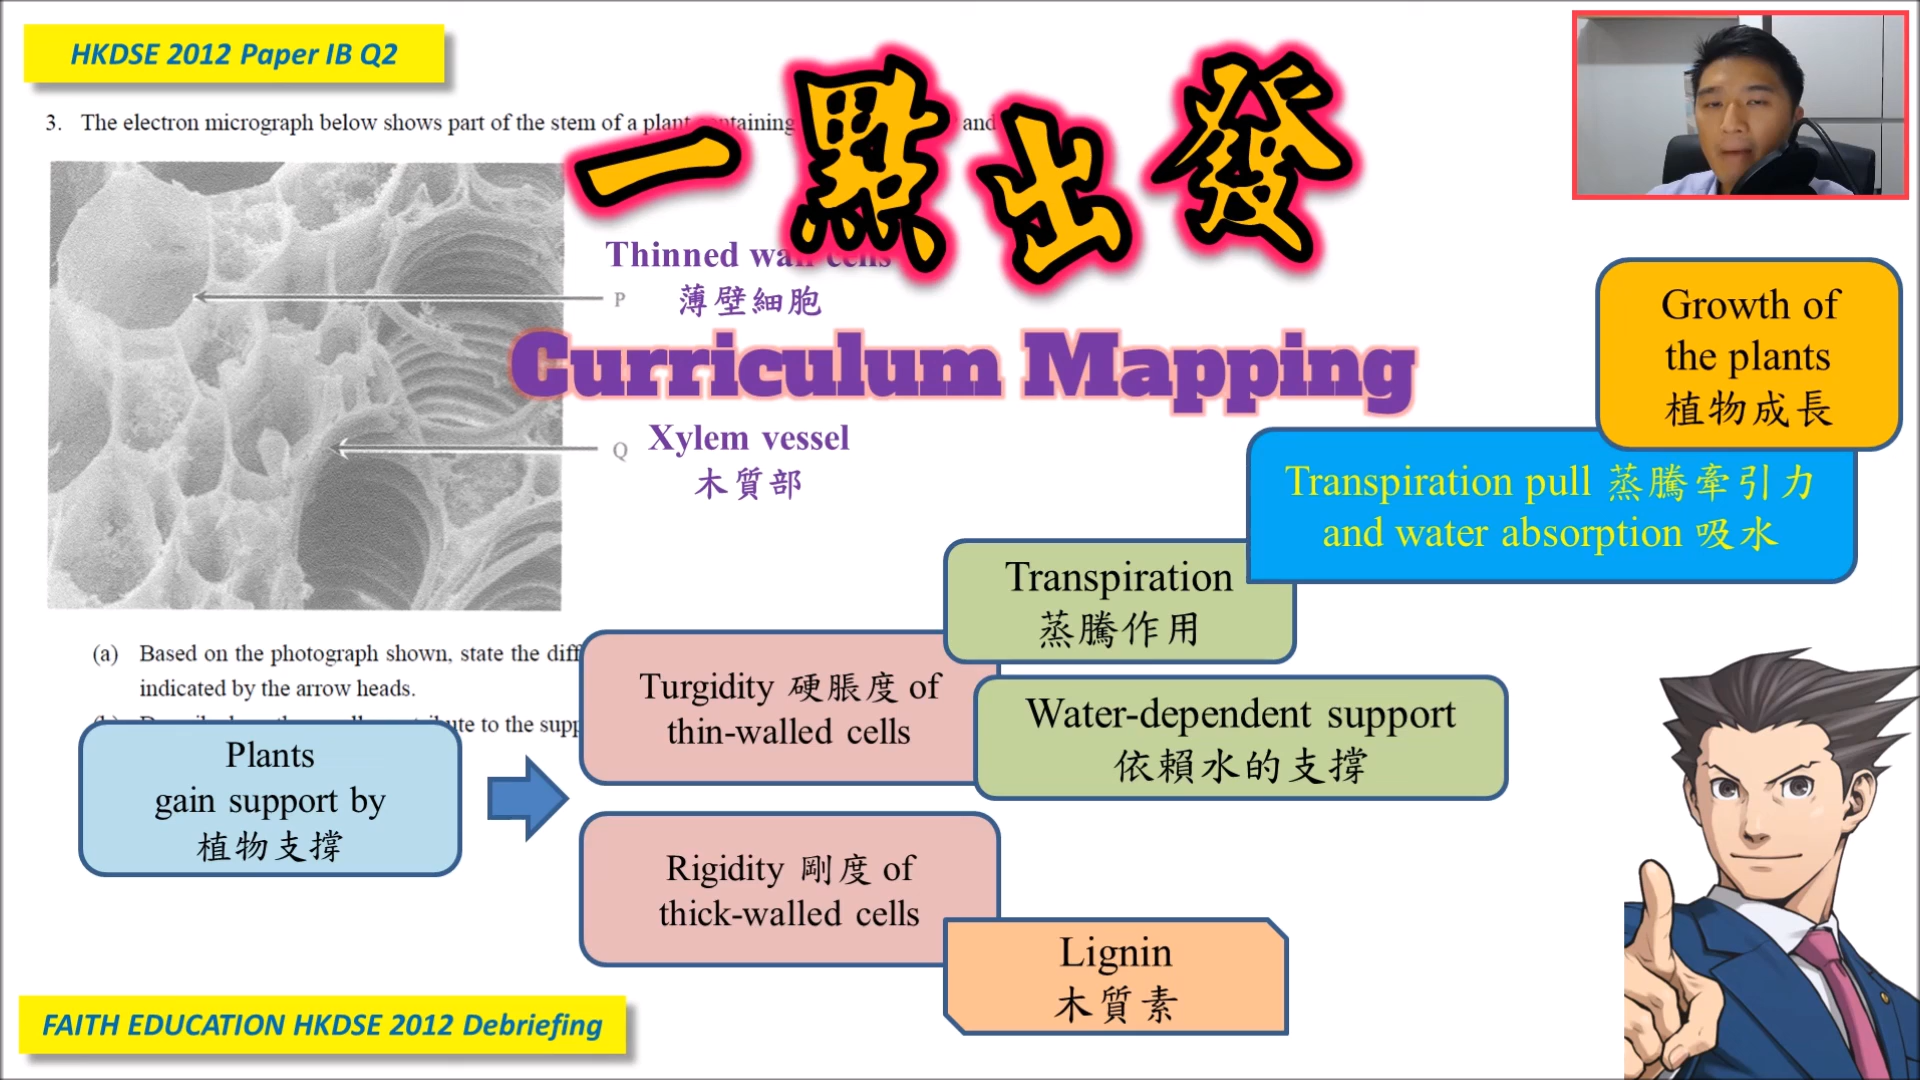 HKDSE 2012 Paper IB Q2
3. The electron micrograph below shows part of the stem of a plant containing and
一點出發
Thinned wall cells
P 薄壁細胞
Curriculum Mapping
Q Xylem vessel
木質部
Growth of
the plants
植物成長
Transpiration pull 蒸騰牽引力
and water absorption 吸水
Transpiration
蒸騰作用
(a) Based on the photograph shown, state the
indicated by the arrow heads.
to the
Turgidity 硬脹度 of
thin-walled cells
Water-dependent support
依賴水的支撐
Plants
gain support by
植物支撐
Rigidity 剛度 of
thick-walled cells
Lignin
木質素
FAITH EDUCATION HKDSE 2012 Debriefing